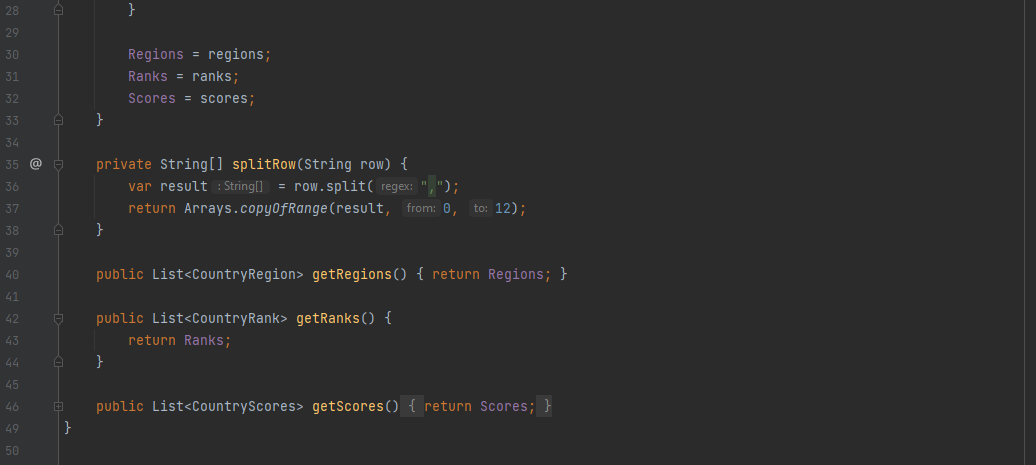 28 }
29
30 Regions = regions;
31 Ranks = ranks;
32 Scores = scores;
33 }
34
35 @ private String[] splitRow(String row) {
36 var result : String[] = row.split( regex: ",");
37 return Arrays.copyOfRange(result, from: 0, to: 12);
38 }
39
40 public List<CountryRegion> getRegions() { return Regions; }
41
42 public List<CountryRank> getRanks() {
43 return Ranks;
44 }
45
46 public List<CountryScores> getScores() { return Scores; }
49 }
50